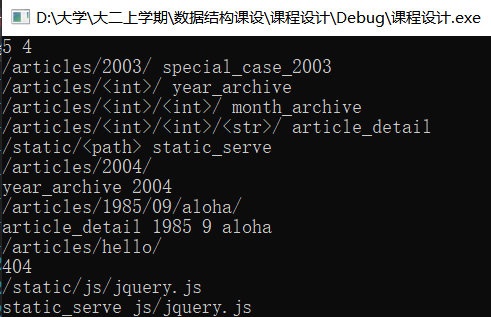 D:\大学\大二上学期\数据结构课设\课程设计\Debug\课程设计.exe
5 4
/articles/2003/ special_case_2003
/articles/<int>/ year_archive
/articles/<int>/<int>/ month_archive
/articles/<int>/<int>/<str>/ article_detail
/static/<path> static_serve
/articles/2004/
year_archive 2004
/articles/1985/09/aloha/
article_detail 1985 9 aloha
/articles/hello/
404
/static/js/jquery.js
static_serve js/jquery.js